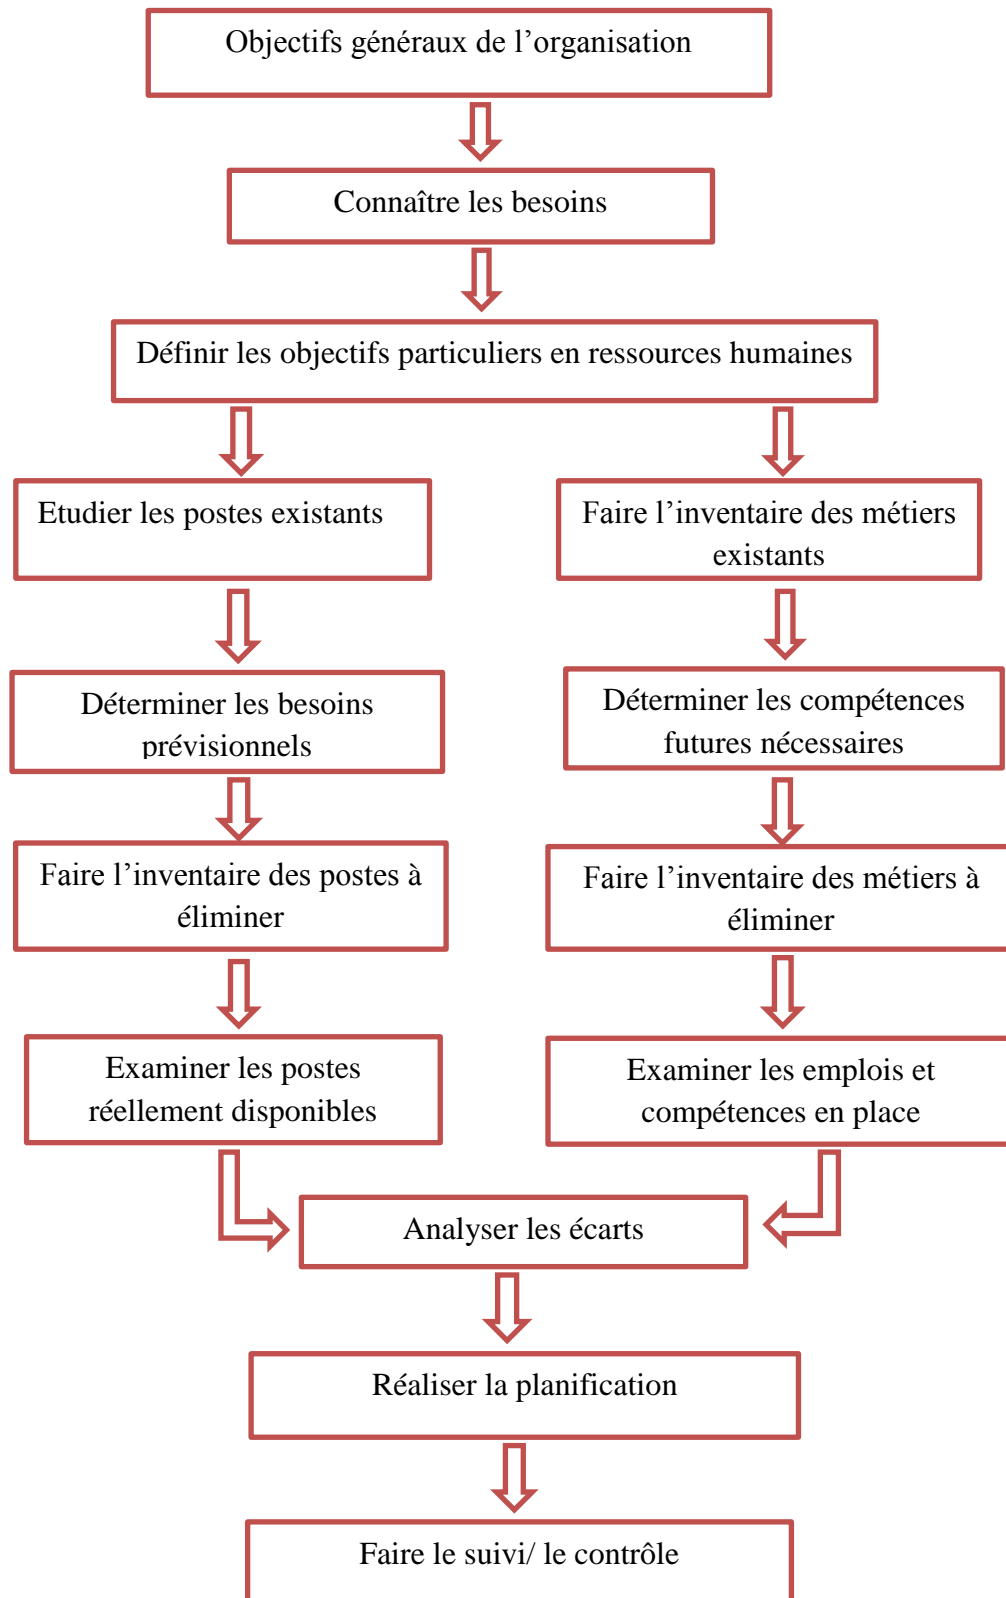 Objectifs généraux de l’organisation
Connaître les besoins
Définir les objectifs particuliers en ressources humaines
Etudier les postes existants
Faire l’inventaire des métiers
existants
Déterminer les besoins
prévisionnels
Déterminer les compétences
futures nécessaires
Faire l’inventaire des postes à
éliminer
Faire l’inventaire des métiers à
éliminer
Examiner les postes
réellement disponibles
Examiner les emplois et
compétences en place
Analyser les écarts
Réaliser la planification
Faire le suivi/ le contrôle